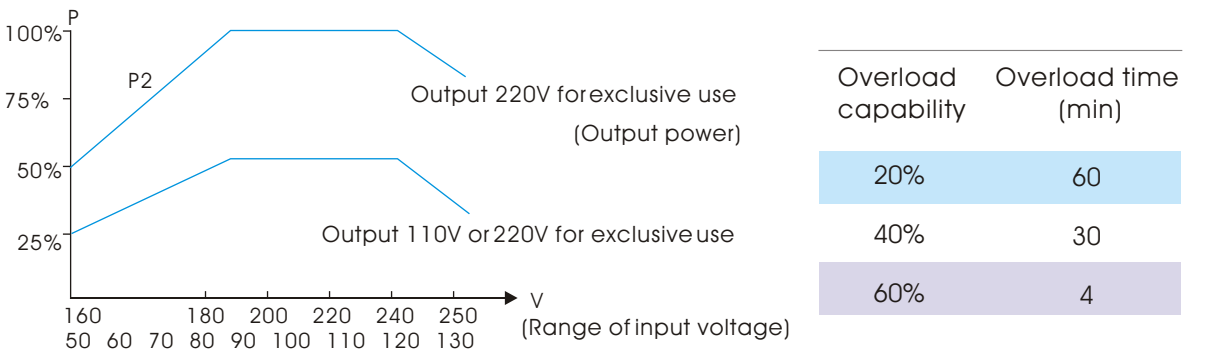 P
100%
P2
75%
Output 220V for exclusive use
(Output power)
50%
Output 110V or 220V for exclusive use
25%
V
160 180 200 220 240 250
(Range of input voltage)
50 60 70 80 90 100 110 120 130
Overload capability
Overload time (min)
20% 60
40% 30
60% 4